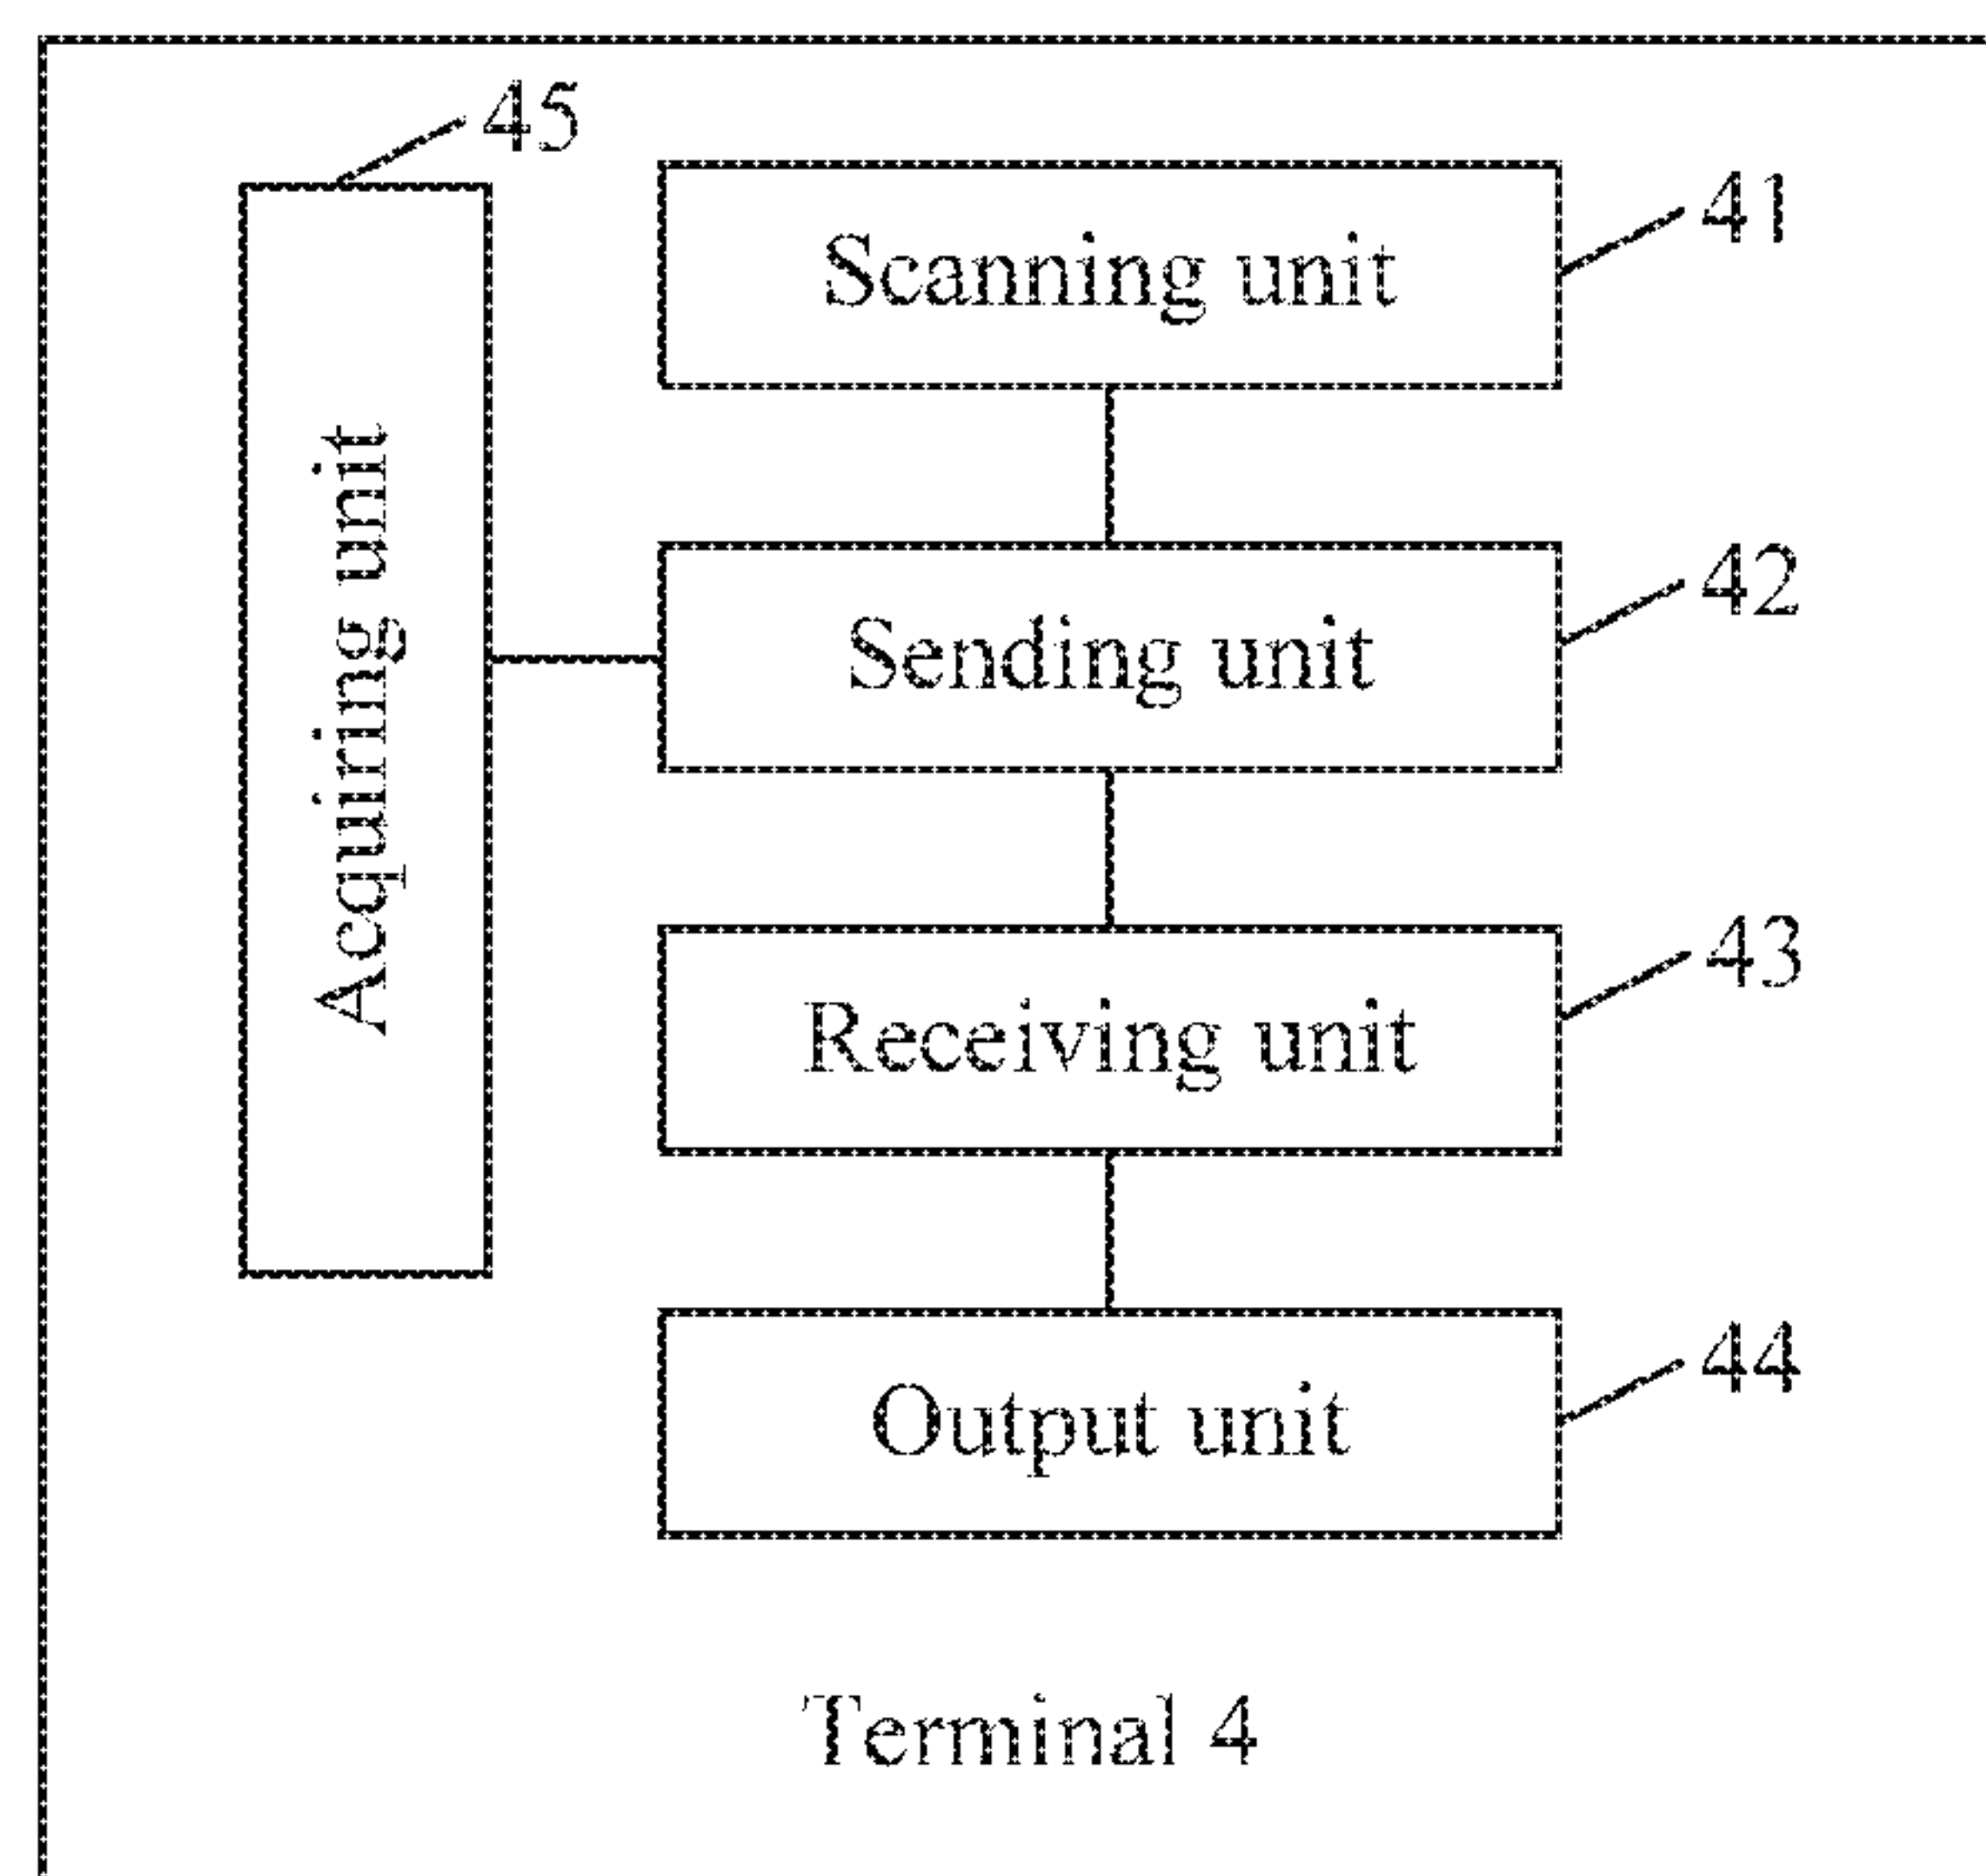 45
Scanning unit
41
Acquiring unit
Sending unit
42
Receiving unit
43
Output unit
44
Terminal 4